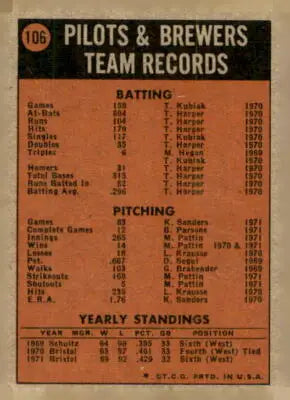 106
PILOTS & BREWERS
TEAM RECORDS
BATTING
Games 158 T. Kubiak 1970
At-Bats 604 T. Harper 1970
Runs 104 T. Harper 1970
Hits 179 T. Harper 1970
Singles 117 T. Kubiak 1970
Doubles 35 T. Harper 1970
Triples 6 M. Hegan 1969
T. Kubiak 1970
Homers 31 T. Harper 1970
Total Bases 315 T. Harper 1970
Runs Batted In 82 T. Harper 1970
Batting Avg. .296 T. Harper 1970
PITCHING
Games 83 K. Sanders 1971
Complete Games 12 B. Parsons 1971
Innings 265 M. Pattin 1971
Wins 14 M. Pattin 1970 & 1971
Losses 18 L. Krausse 1970
Pct. .667 D. Segui 1969
Walks 103 G. Brabender 1969
Strikeouts 169 M. Pattin 1971
Shutouts 5 M. Pattin 1971
Hits 235 L. Krausse 1970
E.R.A. 1.76 K. Sanders 1970
YEARLY STANDINGS
YEAR MGR. W L PCT. GB POSITION
1969 Schultz 64 98 .395 33 Sixth (West)
1970 Bristol 65 97 .401 33 Fourth (West) Tied
1971 Bristol 69 92 .429 32 Sixth (West)
* ©T.C.G. PRTD. IN U.S.A.